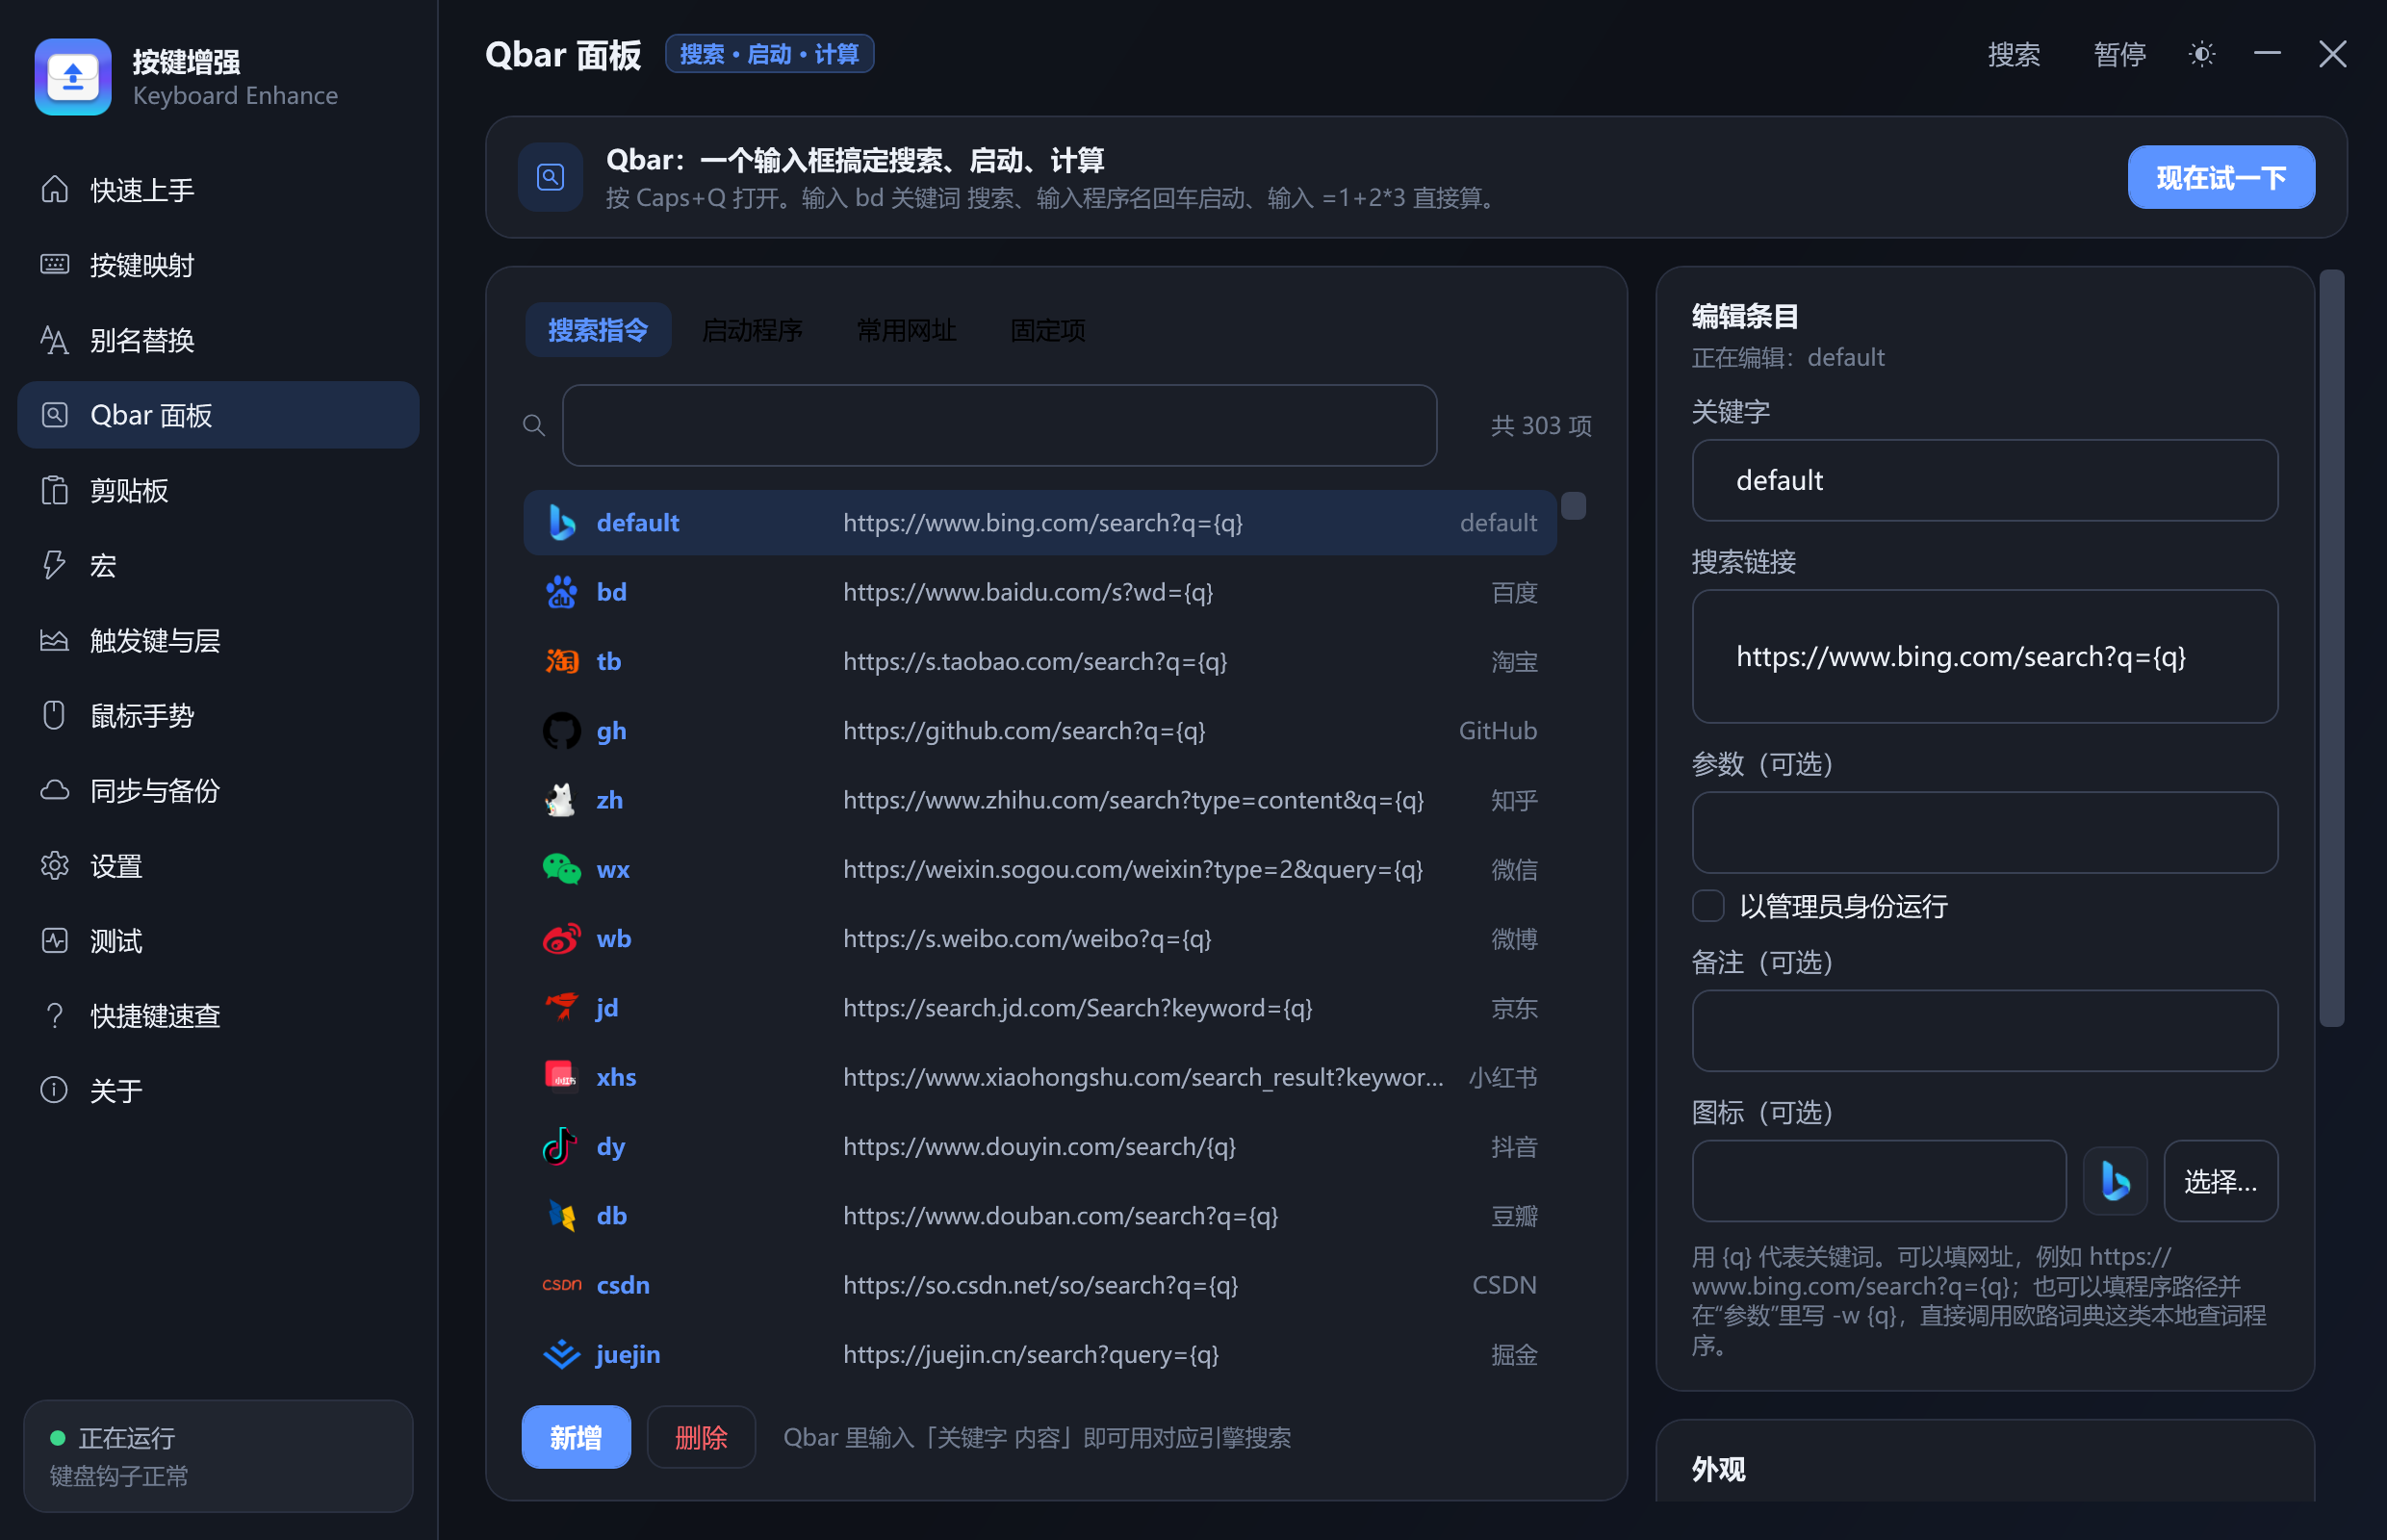 按键增强
Keyboard Enhance
快速上手
按键映射
别名替换
Qbar 面板
剪贴板
宏
触发键与层
鼠标手势
同步与备份
设置
测试
快捷键速查
关于
正在运行
键盘钩子正常
Qbar 面板
搜索・启动・计算
搜索
暂停
Qbar：一个输入框搞定搜索、启动、计算
按 Caps+Q 打开。输入 bd 关键词 搜索、输入程序名回车启动、输入 =1+2*3 直接算。
现在试一下
搜索指令 启动程序 常用网址 固定项
共 303 项
default https://www.bing.com/search?q={q} default
bd https://www.baidu.com/s?wd={q} 百度
tb https://s.taobao.com/search?q={q} 淘宝
gh https://github.com/search?q={q} GitHub
zh https://www.zhihu.com/search?type=content&q={q} 知乎
wx https://weixin.sogou.com/weixin?type=2&query={q} 微信
wb https://s.weibo.com/weibo?q={q} 微博
jd https://search.jd.com/Search?keyword={q} 京东
xhs https://www.xiaohongshu.com/search_result?keywor... 小红书
dy https://www.douyin.com/search/{q} 抖音
db https://www.douban.com/search?q={q} 豆瓣
csdn https://so.csdn.net/so/search?q={q} CSDN
juejin https://juejin.cn/search?query={q} 掘金
新增
删除
Qbar 里输入「关键字 内容」即可用对应引擎搜索
编辑条目
正在编辑：default
关键字
default
搜索链接
https://www.bing.com/search?q={q}
参数（可选）
以管理员身份运行
备注（可选）
图标（可选）
选择...
用 {q} 代表关键词。可以填网址，例如 https://
www.bing.com/search?q={q}；也可以填程序路径并
在“参数”里写 -w {q}，直接调用欧路词典这类本地查词程
序。
外观